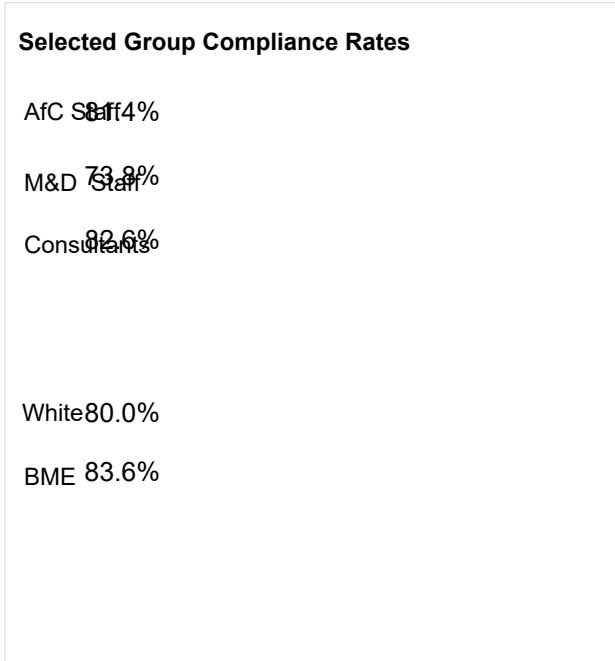 Selected Group Compliance Rates
AfC Staff 81.4%
M&D Staff 73.8%
Consultants 82.6%
White 80.0%
BME 83.6%